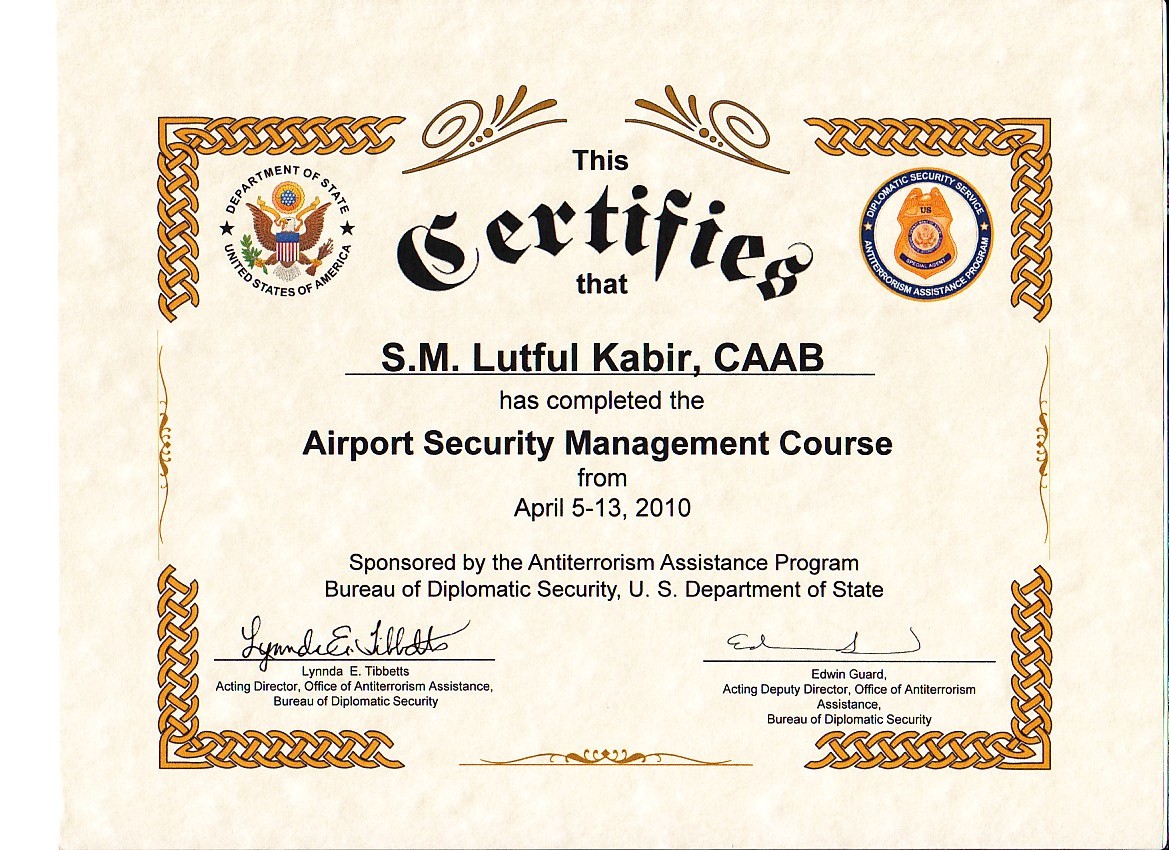 This
Certifies
that
DEPARTMENT OF STATE
UNITED STATES OF AMERICA
DIPLOMATIC SECURITY SERVICE
US
SPECIAL AGENT
ANTITERRORISM ASSISTANCE PROGRAM
S.M. Lutful Kabir, CAAB
has completed the
Airport Security Management Course
from
April 5-13, 2010
Sponsored by the Antiterrorism Assistance Program
Bureau of Diplomatic Security, U. S. Department of State
Lynnda E. Tibbetts
Lynnda E. Tibbetts
Acting Director, Office of Antiterrorism Assistance,
Bureau of Diplomatic Security
Edwin Guard,
Acting Deputy Director, Office of Antiterrorism
Assistance,
Bureau of Diplomatic Security